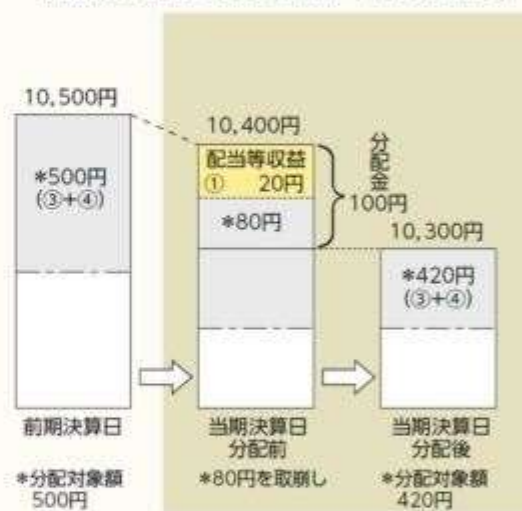 10,500円
*500円
(③+④)
前期決算日
*分配対象額
500円
10,400円
配当等収益
① 20円
*80円
分配金
100円
当期決算日
分配前
*80円を取崩し
10,300円
*420円
(③+④)
当期決算日
分配後
*分配対象額
420円